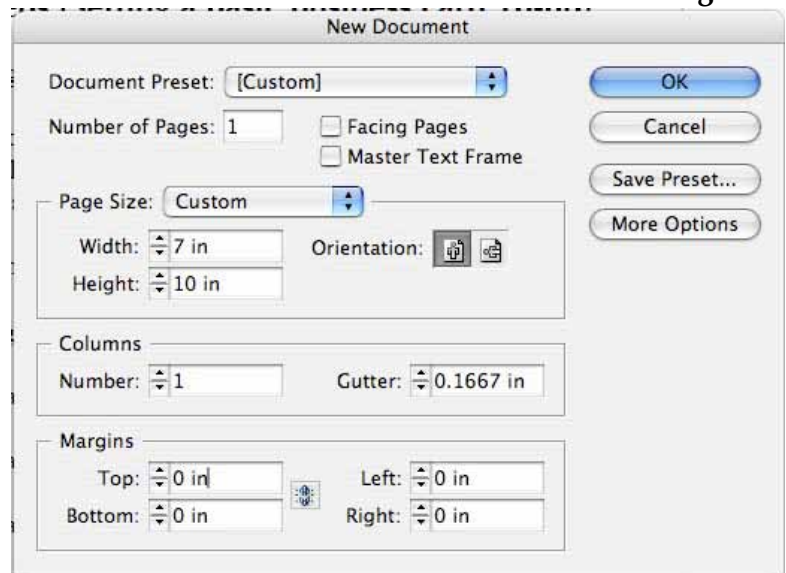 New Document
Document Preset: [Custom]
OK
Number of Pages: 1
Facing Pages
Cancel
Master Text Frame
Save Preset...
Page Size: Custom
More Options
Width: 7 in
Orientation:
Height: 10 in
Columns
Number: 1
Gutter: 0.1667 in
Margins
Top: 0 in
Left: 0 in
Bottom: 0 in
Right: 0 in